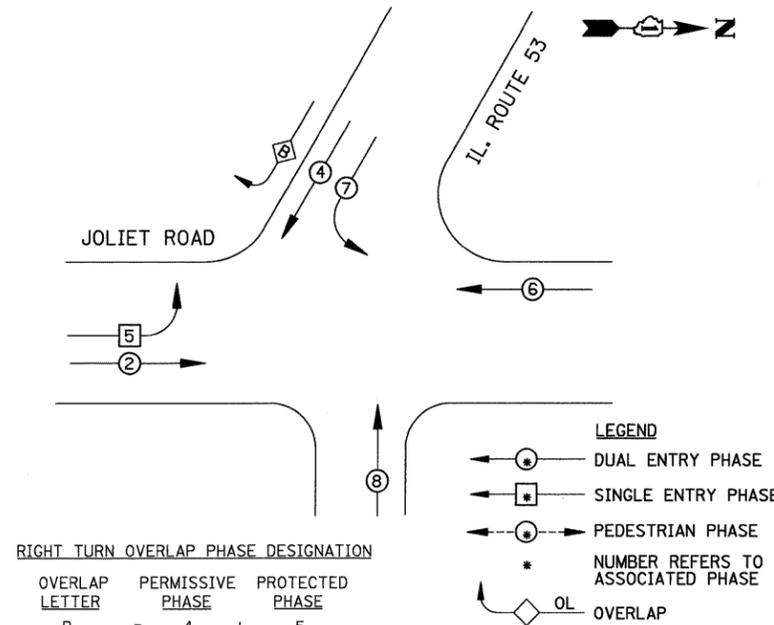 IL. ROUTE 53
N
B
4
7
JOLIET ROAD
6
5
2
8
LEGEND
DUAL ENTRY PHASE
SINGLE ENTRY PHASE
PEDESTRIAN PHASE
* NUMBER REFERS TO
ASSOCIATED PHASE
OL OVERLAP
RIGHT TURN OVERLAP PHASE DESIGNATION
OVERLAP PERMISSIVE PROTECTED
LETTER PHASE PHASE